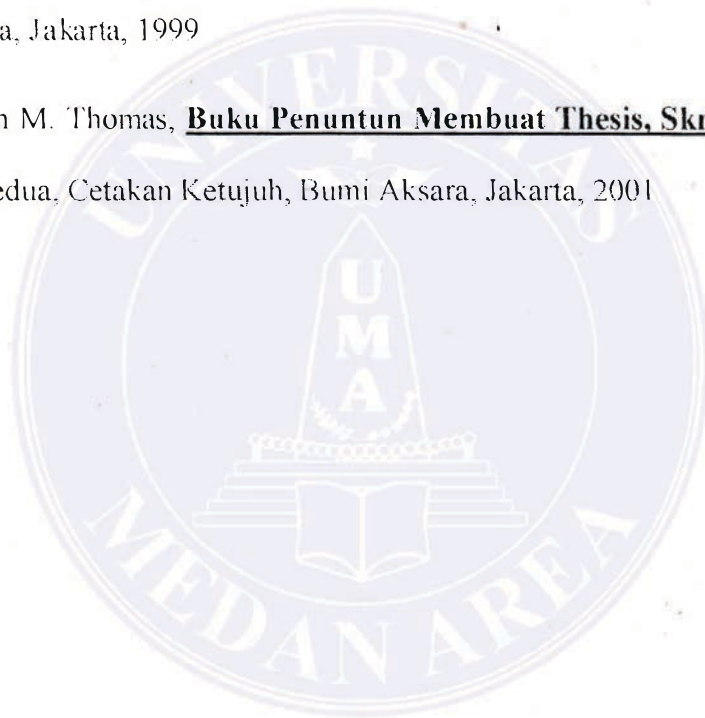 a, Jakarta, 1999
n M. Thomas, Buku Penuntun Membuat Thesis, Skr
edua, Cetakan Ketujuh, Bumi Aksara, Jakarta, 2001
UNIVERSITAS
UMA
MEDAN AREA